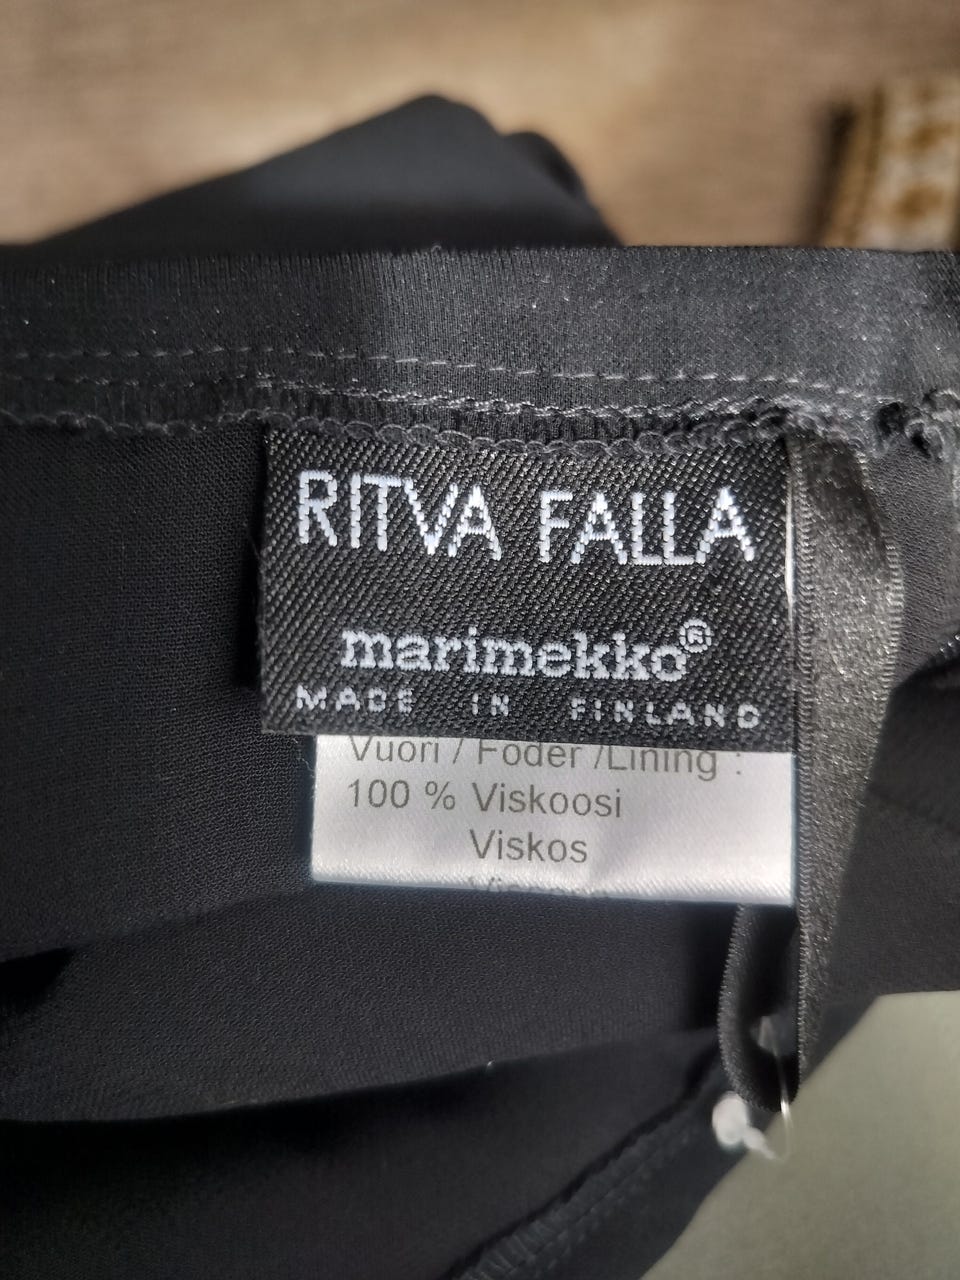 RITVA FALLA
marimekko®
MADE IN FINLAND
Vuori / Foder /Lining :
100 % Viskoosi
Viskos